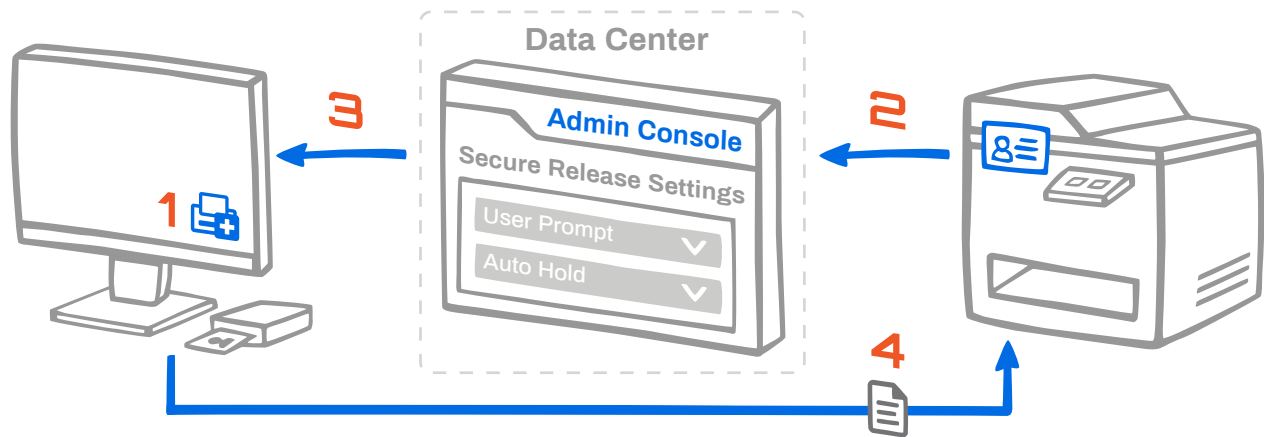 Data Center
3
2
Admin Console
Secure Release Settings
1
User Prompt
Auto Hold
4